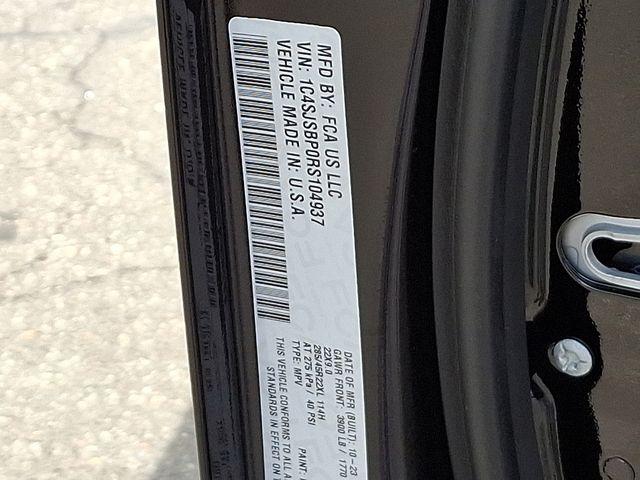 MFD BY: FCA US LLC
VIN: 1C4SJSBP0RS104937
VEHICLE MADE IN: U.S.A.
DATE OF MFR (BUILT): 10-23
GAWR FRONT: 3900 LB / 1770
22X9.0
285/45R22XL 114H
AT 275 kPa / 40 PSI
TYPE: MPV
PAINT:
THIS VEHICLE CONFORMS TO ALL A
STANDARDS IN EFFECT ON